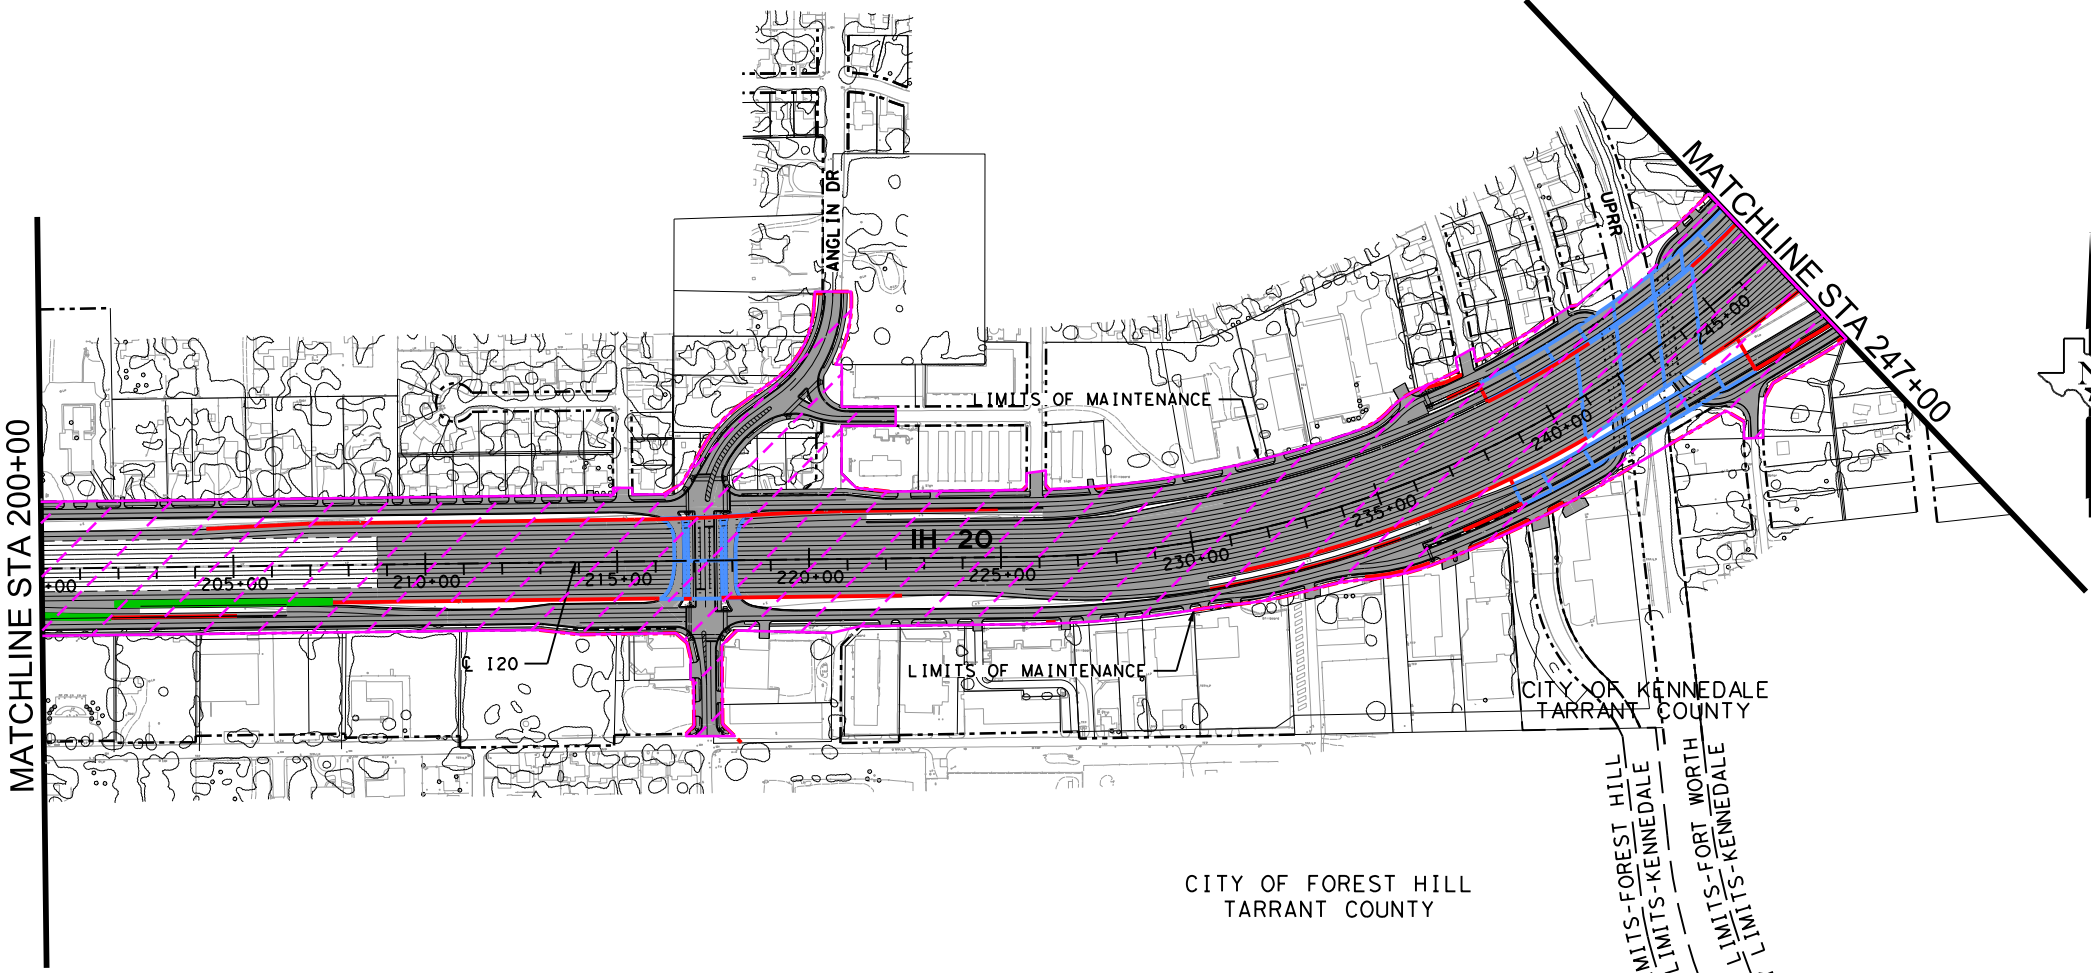 MATCHLINE STA 200+00
ANGLIN DR
UPRR
MATCHLINE STA 247+00
LIMITS OF MAINTENANCE
IH 20
+00
205+00
210+00
215+00
220+00
225+00
230+00
235+00
240+00
245+00
℄ I20
LIMITS OF MAINTENANCE
CITY OF KENNEDALE
TARRANT COUNTY
CITY OF FOREST HILL
TARRANT COUNTY
MITS-FOREST HILL
LIMITS-KENNEDALE
LIMITS-FORT WORTH
LIMITS-KENNEDALE